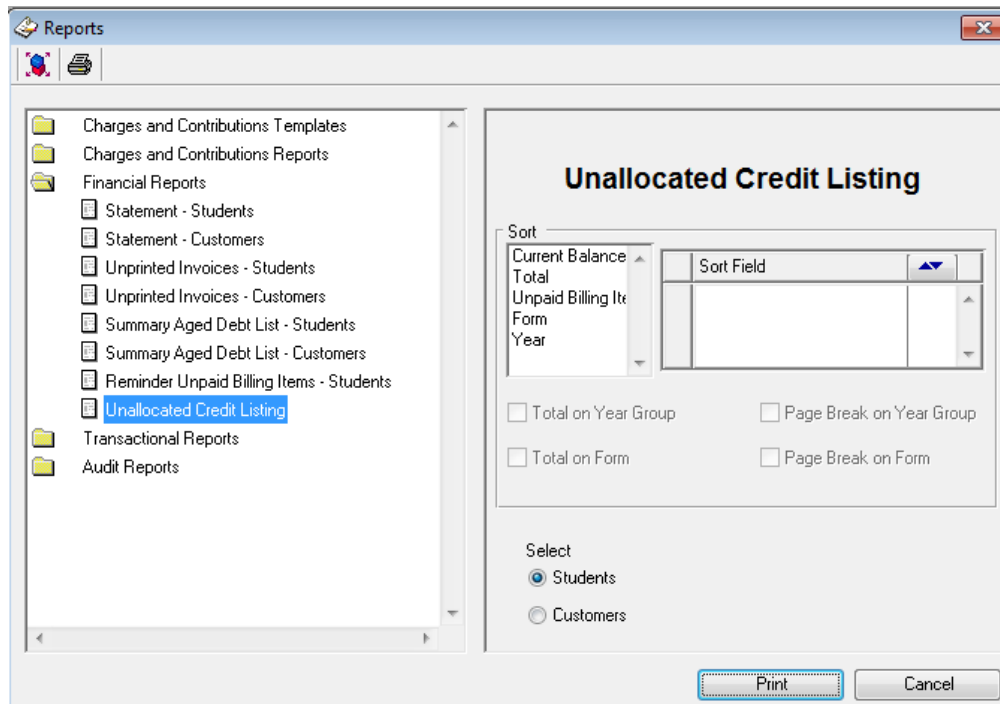 Reports
Charges and Contributions Templates
Charges and Contributions Reports
Financial Reports
Statement - Students
Statement - Customers
Unprinted Invoices - Students
Unprinted Invoices - Customers
Summary Aged Debt List - Students
Summary Aged Debt List - Customers
Reminder Unpaid Billing Items - Students
Unallocated Credit Listing
Transactional Reports
Audit Reports
Unallocated Credit Listing
Sort
Current Balance
Total
Unpaid Billing Ite
Form
Year
Sort Field
Total on Year Group
Page Break on Year Group
Total on Form
Page Break on Form
Select
Students
Customers
Print
Cancel